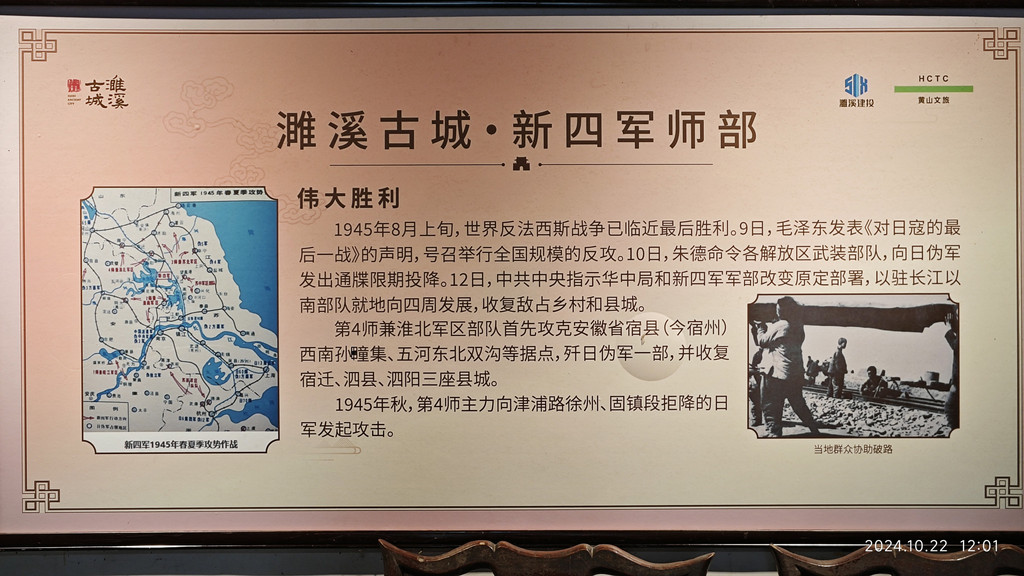 濉溪
古城
SUIXI
ANCIENT
CITY
濉溪建投
HCTC
黄山文旅
濉溪古城·新四军师部
伟大胜利
1945年8月上旬，世界反法西斯战争已临近最后胜利。9日，毛泽东发表《对日寇的最
后一战》的声明，号召举行全国规模的反攻。10日，朱德命令各解放区武装部队，向日伪军
发出通牒限期投降。12日，中共中央指示华中局和新四军军部改变原定部署，以驻长江以
南部队就地向四周发展，收复敌占乡村和县城。
第4师兼淮北军区部队首先攻克安徽省宿县（今宿州）
西南孙疃集、五河东北双沟等据点，歼日伪军一部，并收复
宿迁、泗县、泗阳三座县城。
1945年秋，第4师主力向津浦路徐州、固镇段拒降的日
军发起攻击。
新四军1945年春夏季攻势
新四军1945年春夏季攻势作战
当地群众协助破路
2024.10.22 12:01